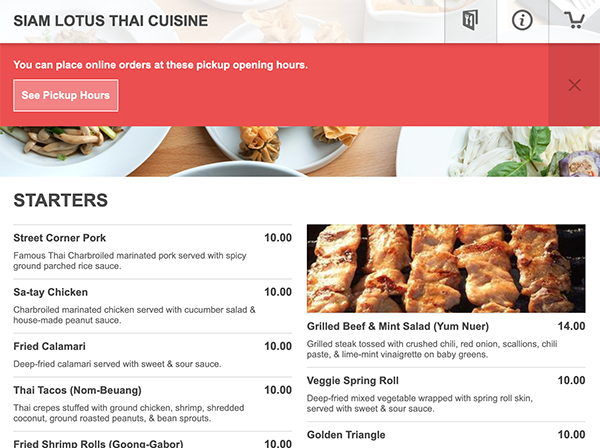 SIAM LOTUS THAI CUISINE
You can place online orders at these pickup opening hours.
See Pickup Hours
STARTERS
Street Corner Pork 10.00
Famous Thai Charbroiled marinated pork served with spicy
ground parched rice sauce.
Sa-tay Chicken 10.00
Charbroiled marinated chicken served with cucumber salad &
house-made peanut sauce.
Fried Calamari 10.00
Deep-fried calamari served with sweet & sour sauce.
Thai Tacos (Nom-Beuang) 10.00
Thai crepes stuffed with ground chicken, shrimp, shredded
coconut, ground roasted peanuts, & bean sprouts.
Fried Shrimp Rolls (Goong-Gabor) 10.00
Grilled Beef & Mint Salad (Yum Nuer) 14.00
Grilled steak tossed with crushed chili, red onion, scallions, chili
paste, & lime-mint vinaigrette on baby greens.
Veggie Spring Roll 10.00
Deep-fried mixed vegetable wrapped with spring roll skin,
served with sweet & sour sauce.
Golden Triangle 10.00